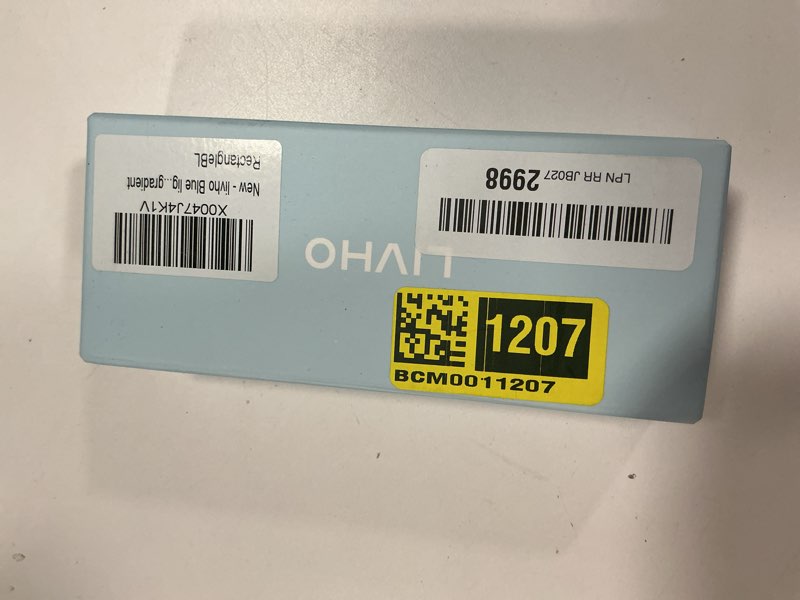 X0047J4K1V
New - livho Blue lig...gradient
RectangleBL
LPN RR JB027 2998
LIVHO
1207
BCM0011207